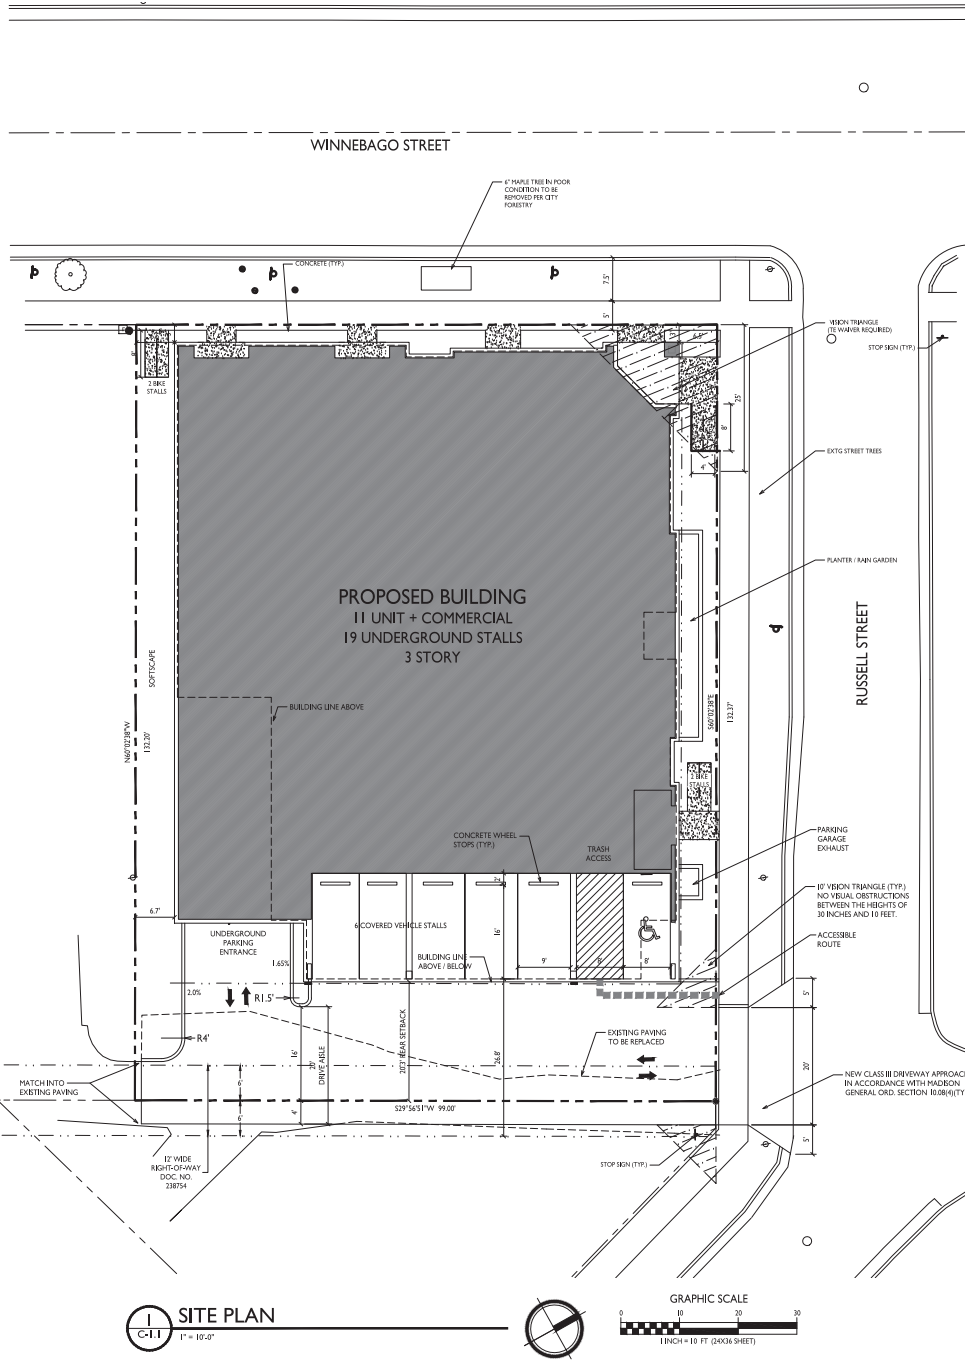 WINNEBAGO STREET
6" MAPLE TREE IN POOR
CONDITION TO BE
REMOVED PER CITY
FORESTRY
CONCRETE (TYP.)
7.5'
5'
VISION TRIANGLE
(TE WAIVER REQUIRED)
STOP SIGN (TYP.)
2 BIKE
STALLS
25'
8'
4'
EXTG STREET TREES
PLANTER / RAIN GARDEN
RUSSELL STREET
PROPOSED BUILDING
11 UNIT + COMMERCIAL
19 UNDERGROUND STALLS
3 STORY
SOFTSCAPE
BUILDING LINE ABOVE
N60°02'38"W
132.20'
S60°02'38"E
132.37'
2 BIKE
STALLS
CONCRETE WHEEL
STOPS (TYP.)
TRASH
ACCESS
PARKING
GARAGE
EXHAUST
2'
10' VISION TRIANGLE (TYP.)
NO VISUAL OBSTRUCTIONS
BETWEEN THE HEIGHTS OF
30 INCHES AND 10 FEET.
6.7'
6 COVERED VEHICLE STALLS
16'
UNDERGROUND
PARKING
ENTRANCE
ACCESSIBLE
ROUTE
BUILDING LINE
ABOVE / BELOW
9'
8'
8'
1.65%
2.0%
R1.5'
5'
R4'
16'
20'
DRIVE AISLE
20.3' REAR SETBACK
26.8'
EXISTING PAVING
TO BE REPLACED
20'
MATCH INTO
EXISTING PAVING
6'
6'
4'
S29°56'51"W 99.00'
NEW CLASS III DRIVEWAY APPROAC
IN ACCORDANCE WITH MADISON
GENERAL ORD. SECTION 10.08(4)(TY
5'
12' WIDE
RIGHT-OF-WAY
DOC. NO.
238754
STOP SIGN (TYP.)
1
C-1.1
SITE PLAN
1" = 10'-0"
GRAPHIC SCALE
0 10 20 30
1 INCH = 10 FT (24X36 SHEET)